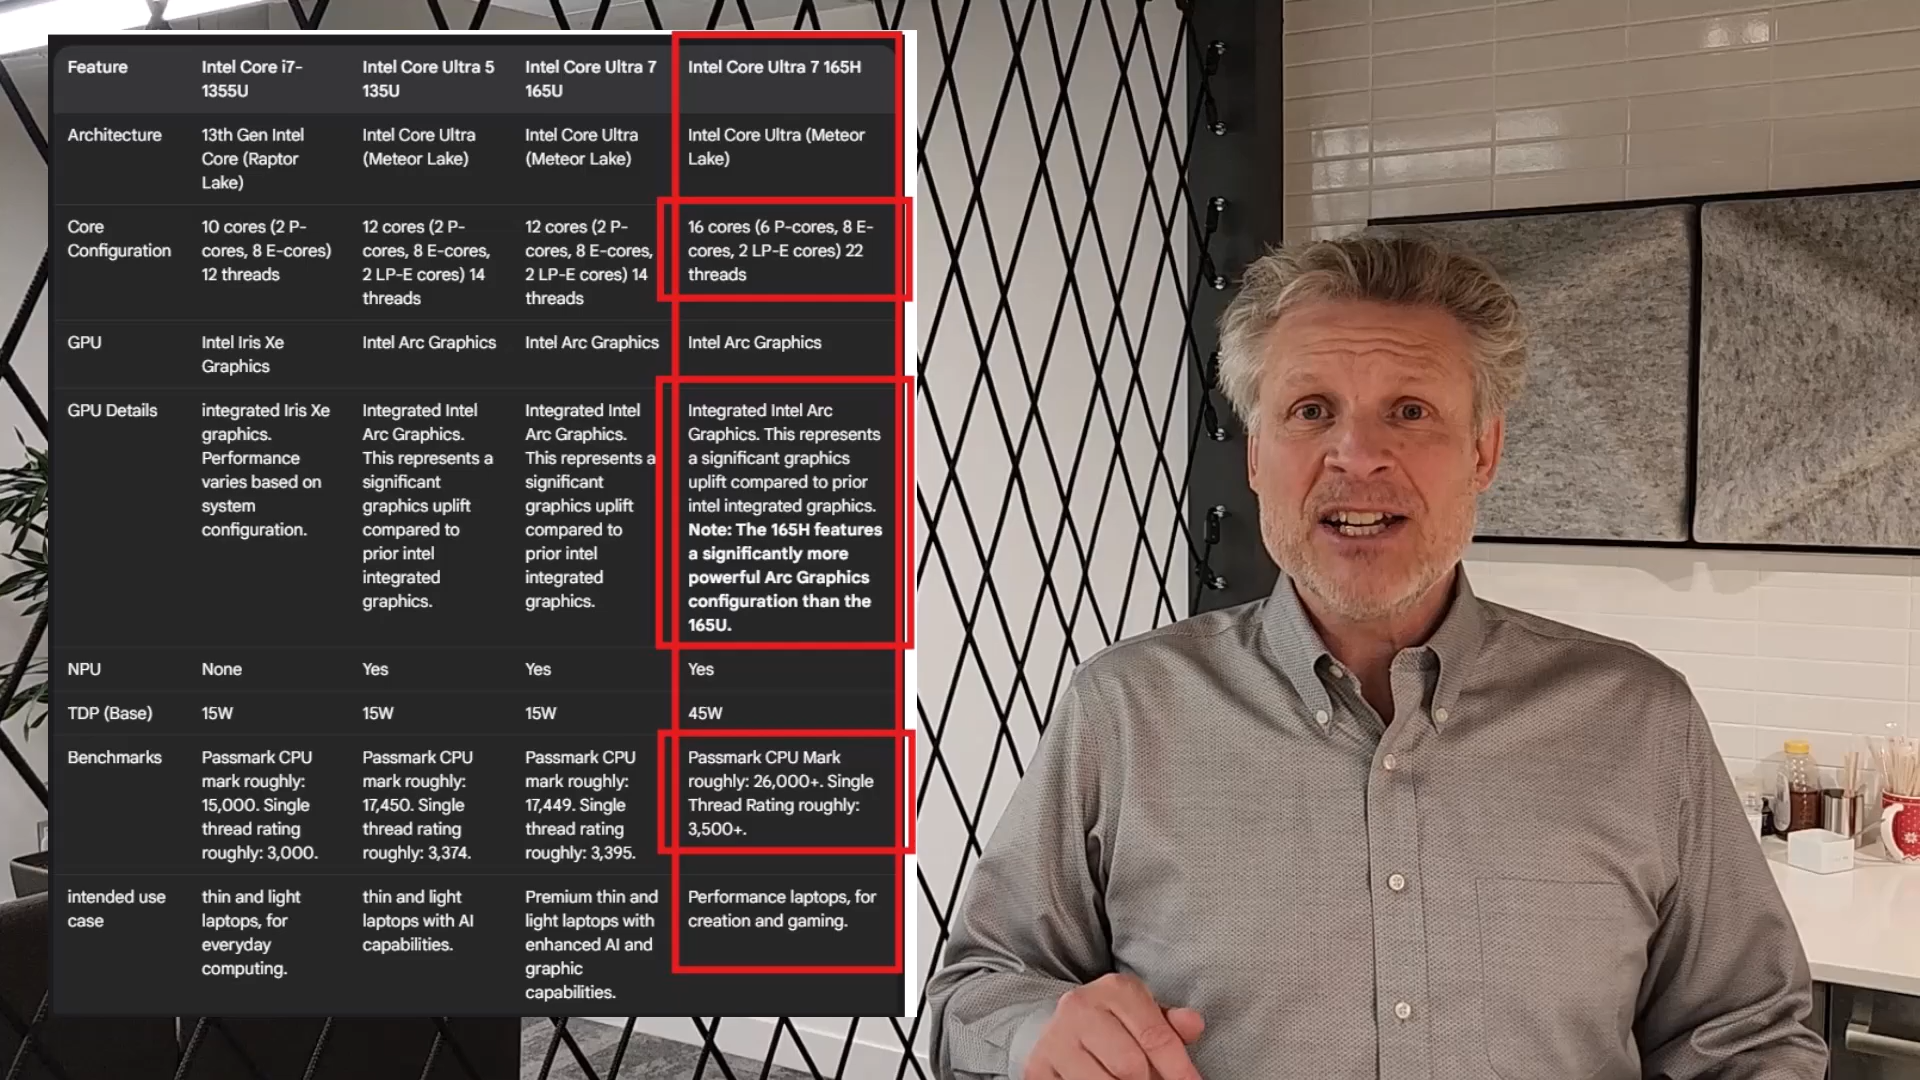 Feature
Intel Core i7-
1355U
Intel Core Ultra 5
135U
Intel Core Ultra 7
165U
Intel Core Ultra 7 165H
Architecture
13th Gen Intel
Core (Raptor
Lake)
Intel Core Ultra
(Meteor Lake)
Intel Core Ultra
(Meteor Lake)
Intel Core Ultra (Meteor
Lake)
Core
Configuration
10 cores (2 P-
cores, 8 E-cores)
12 threads
12 cores (2 P-
cores, 8 E-cores,
2 LP-E cores) 14
threads
12 cores (2 P-
cores, 8 E-cores,
2 LP-E cores) 14
threads
16 cores (6 P-cores, 8 E-
cores, 2 LP-E cores) 22
threads
GPU
Intel Iris Xe
Graphics
Intel Arc Graphics
Intel Arc Graphics
Intel Arc Graphics
GPU Details
integrated Iris Xe
graphics.
Performance
varies based on
system
configuration.
Integrated Intel
Arc Graphics.
This represents a
significant
graphics uplift
compared to
prior intel
integrated
graphics.
Integrated Intel
Arc Graphics.
This represents a
significant
graphics uplift
compared to
prior intel
integrated
graphics.
Integrated Intel Arc
Graphics. This represents
a significant graphics
uplift compared to prior
intel integrated graphics.
Note: The 165H features
a significantly more
powerful Arc Graphics
configuration than the
165U.
NPU
None
Yes
Yes
Yes
TDP (Base)
15W
15W
15W
45W
Benchmarks
Passmark CPU
mark roughly:
15,000. Single
thread rating
roughly: 3,000.
Passmark CPU
mark roughly:
17,450. Single
thread rating
roughly: 3,374.
Passmark CPU
mark roughly:
17,449. Single
thread rating
roughly: 3,395.
Passmark CPU Mark
roughly: 26,000+. Single
Thread Rating roughly:
3,500+.
intended use
case
thin and light
laptops, for
everyday
computing.
thin and light
laptops with AI
capabilities.
Premium thin and
light laptops with
enhanced AI and
graphic
capabilities.
Performance laptops, for
creation and gaming.